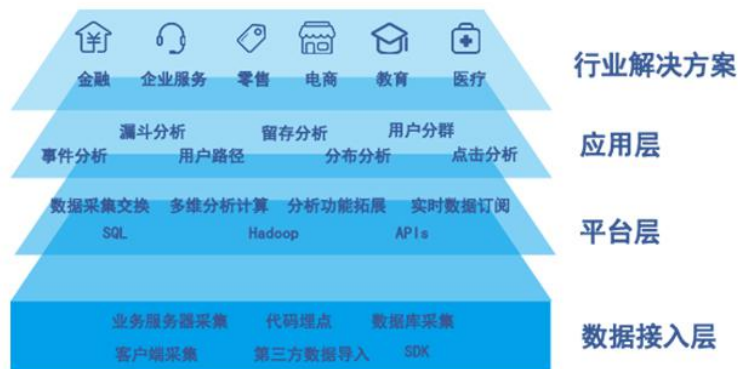 金融 企业服务 零售 电商 教育 医疗
行业解决方案
漏斗分析 留存分析 用户分群
事件分析 用户路径 分布分析 点击分析
应用层
数据采集交换 多维分析计算 分析功能拓展 实时数据订阅
SQL Hadoop APIs
平台层
业务服务器采集 代码埋点 数据库采集
客户端采集 第三方数据导入 SDK
数据接入层